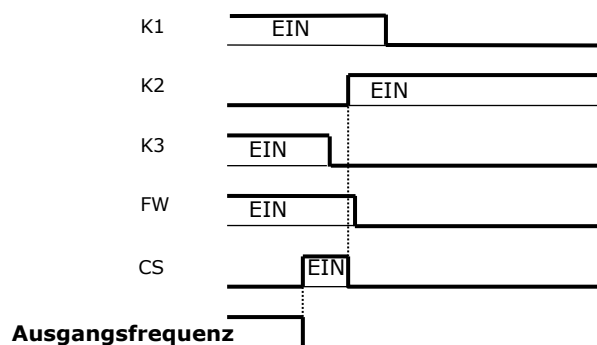 K1 EIN
K2 EIN
K3 EIN
FW EIN
CS EIN
Ausgangsfrequenz